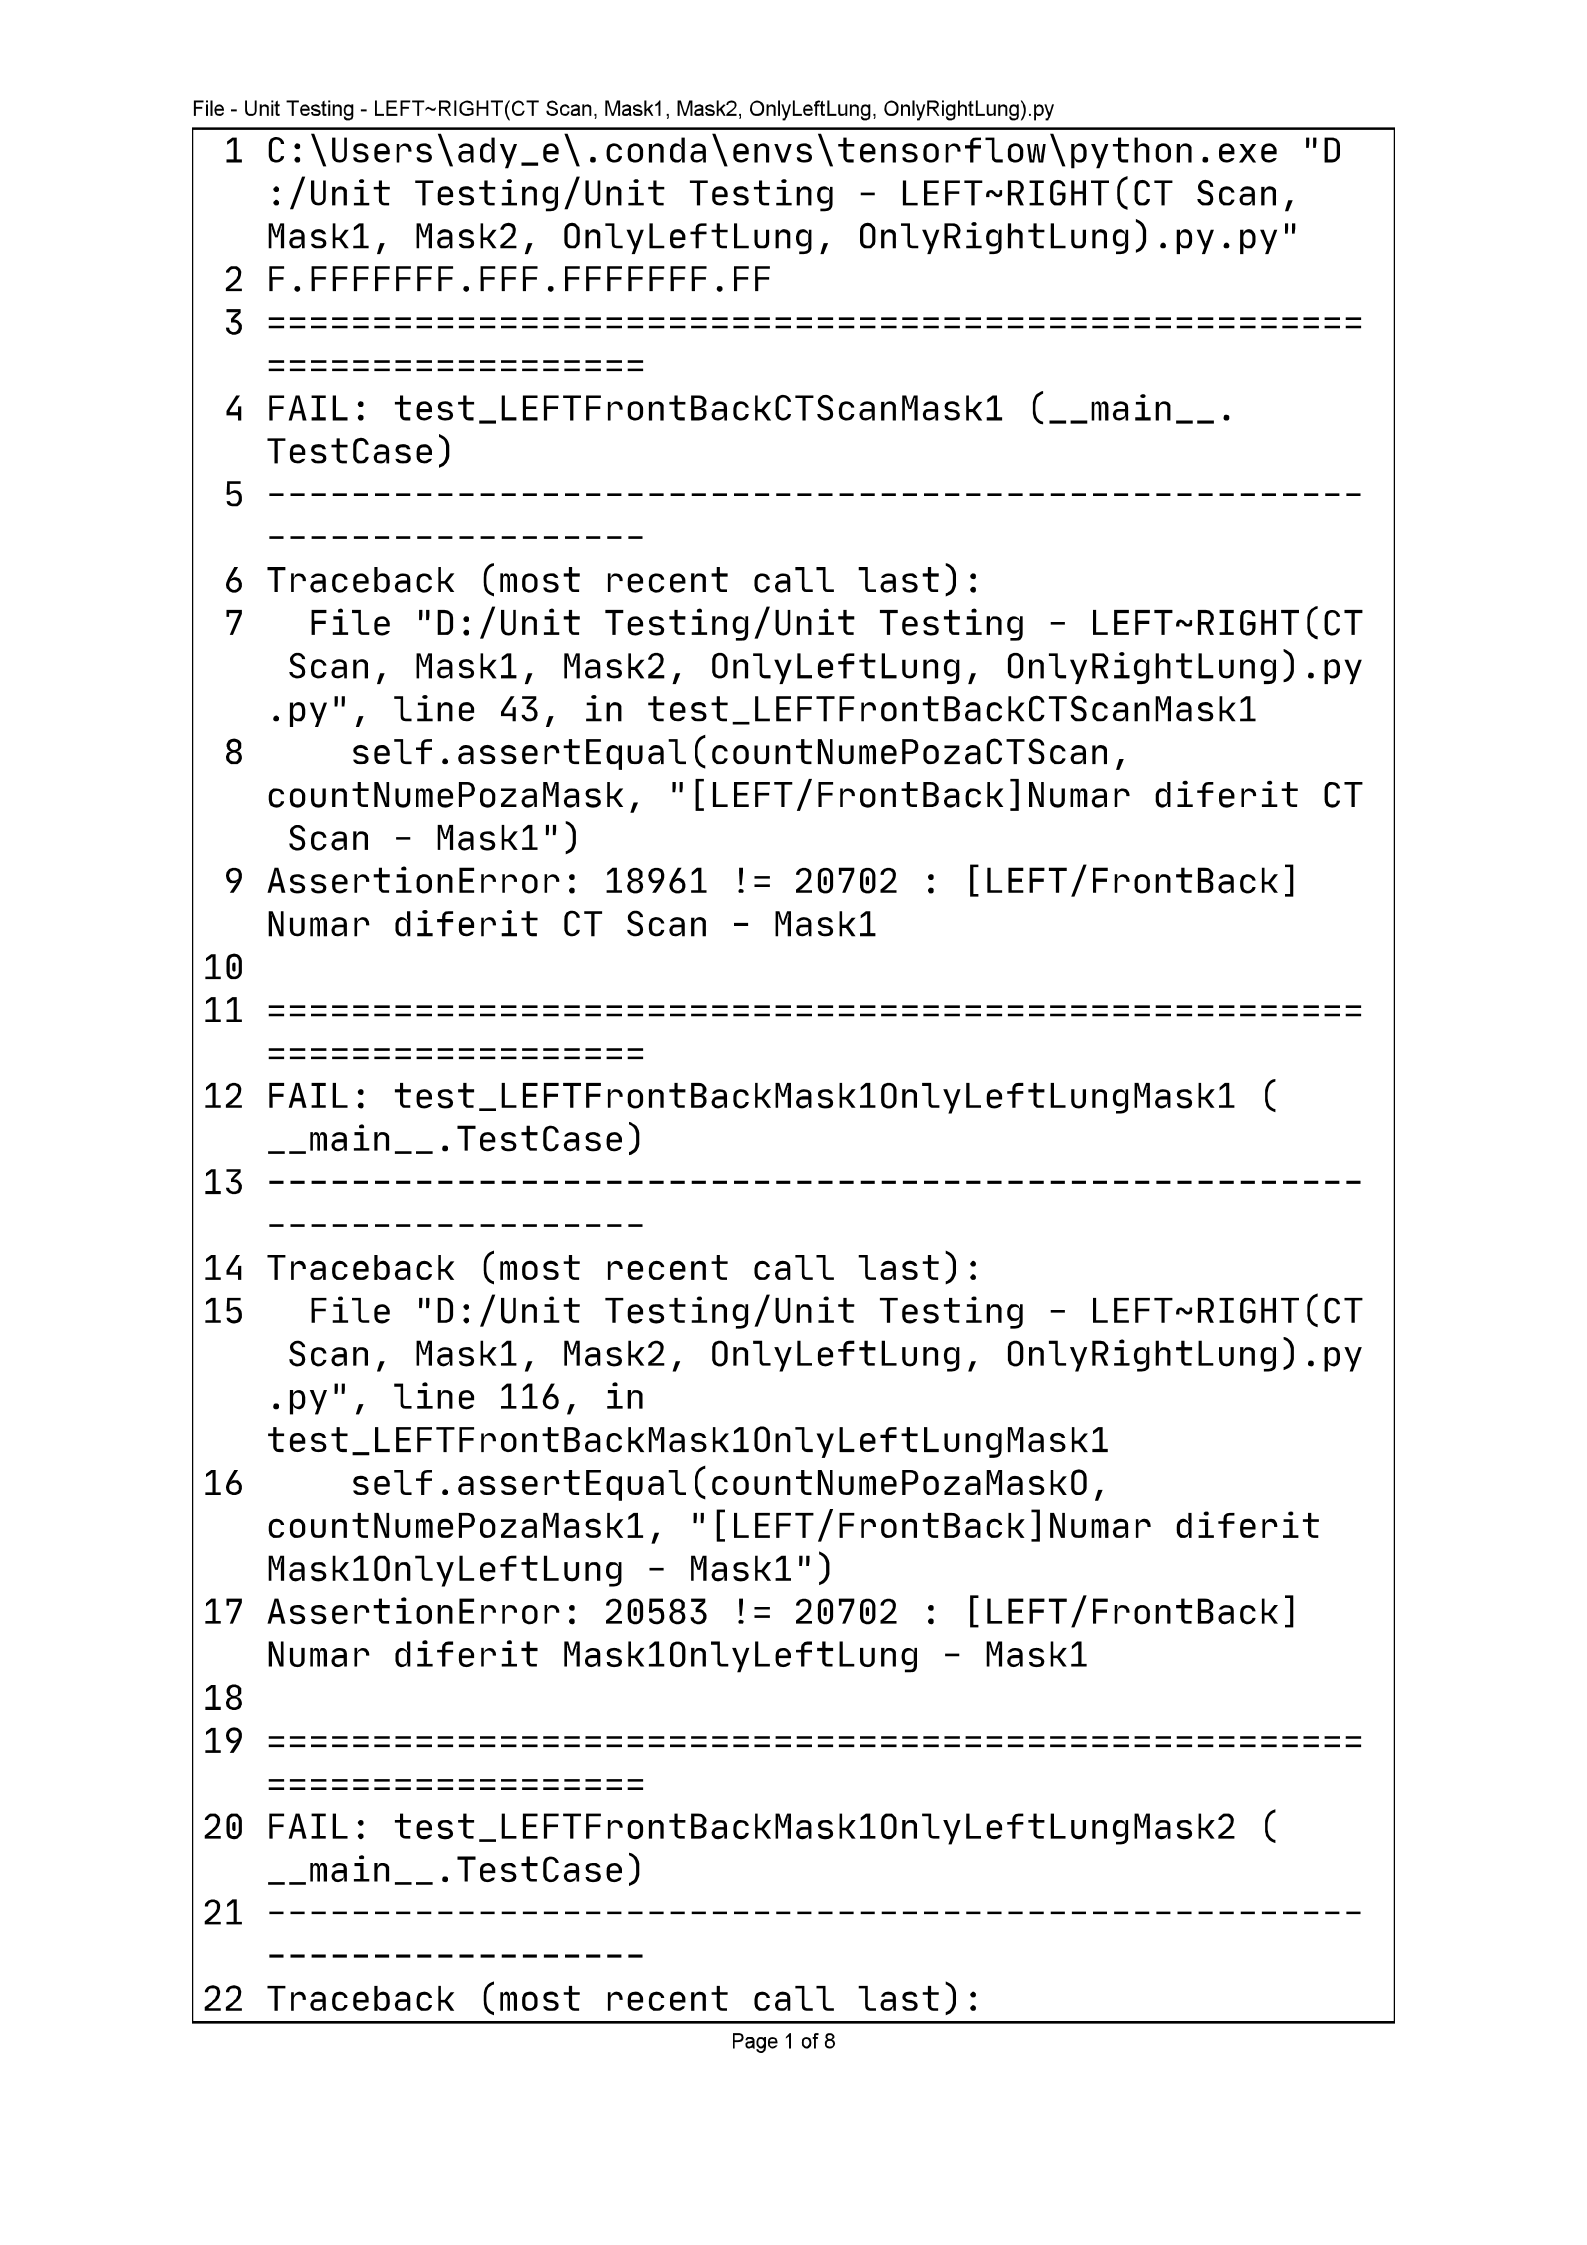 File - Unit Testing - LEFT~RIGHT(CT Scan, Mask1, Mask2, OnlyLeftLung, OnlyRightLung).py
1 C:\Users\ady_e\.conda\envs\tensorflow\python.exe "D
:/Unit Testing/Unit Testing - LEFT~RIGHT(CT Scan,
Mask1, Mask2, OnlyLeftLung, OnlyRightLung).py.py"
2 F.FFFFFFF.FFF.FFFFFFF.FF
3 ====================================================
==================
4 FAIL: test_LEFTFrontBackCTScanMask1 (__main__.
TestCase)
5 ----------------------------------------------------
------------------
6 Traceback (most recent call last):
7   File "D:/Unit Testing/Unit Testing - LEFT~RIGHT(CT
 Scan, Mask1, Mask2, OnlyLeftLung, OnlyRightLung).py
.py", line 43, in test_LEFTFrontBackCTScanMask1
8     self.assertEqual(countNumePozaCTScan,
countNumePozaMask, "[LEFT/FrontBack]Numar diferit CT
 Scan - Mask1")
9 AssertionError: 18961 != 20702 : [LEFT/FrontBack]
Numar diferit CT Scan - Mask1
10
11 ====================================================
==================
12 FAIL: test_LEFTFrontBackMask1OnlyLeftLungMask1 (
__main__.TestCase)
13 ----------------------------------------------------
------------------
14 Traceback (most recent call last):
15   File "D:/Unit Testing/Unit Testing - LEFT~RIGHT(CT
 Scan, Mask1, Mask2, OnlyLeftLung, OnlyRightLung).py
.py", line 116, in
test_LEFTFrontBackMask1OnlyLeftLungMask1
16     self.assertEqual(countNumePozaMaskO,
countNumePozaMask1, "[LEFT/FrontBack]Numar diferit
Mask1OnlyLeftLung - Mask1")
17 AssertionError: 20583 != 20702 : [LEFT/FrontBack]
Numar diferit Mask1OnlyLeftLung - Mask1
18
19 ====================================================
==================
20 FAIL: test_LEFTFrontBackMask1OnlyLeftLungMask2 (
__main__.TestCase)
21 ----------------------------------------------------
------------------
22 Traceback (most recent call last):
Page 1 of 8